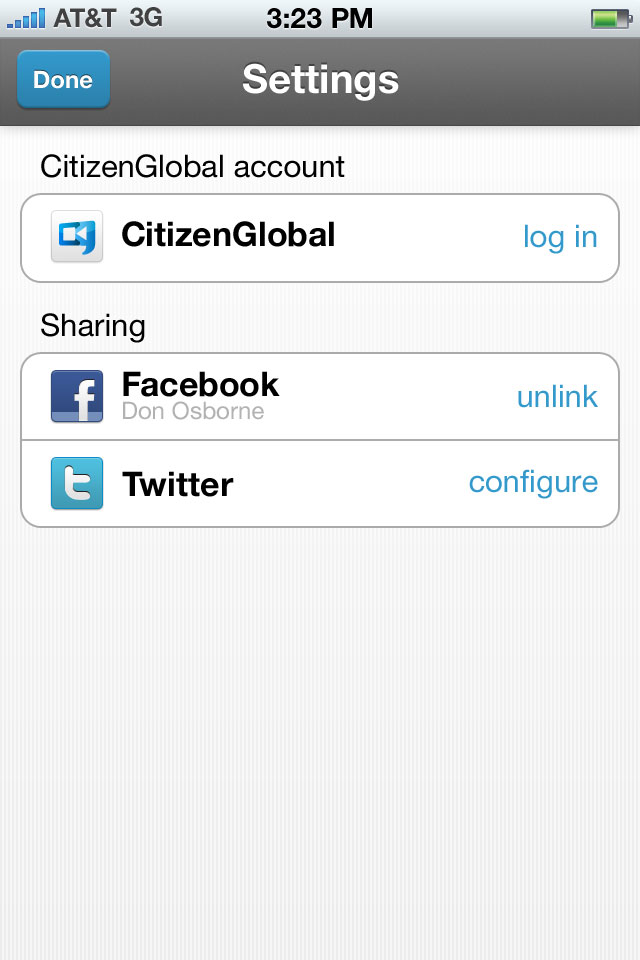 AT&T 3G 3:23 PM
Done Settings
CitizenGlobal account
CitizenGlobal log in
Sharing
Facebook unlink
Don Osborne
Twitter configure